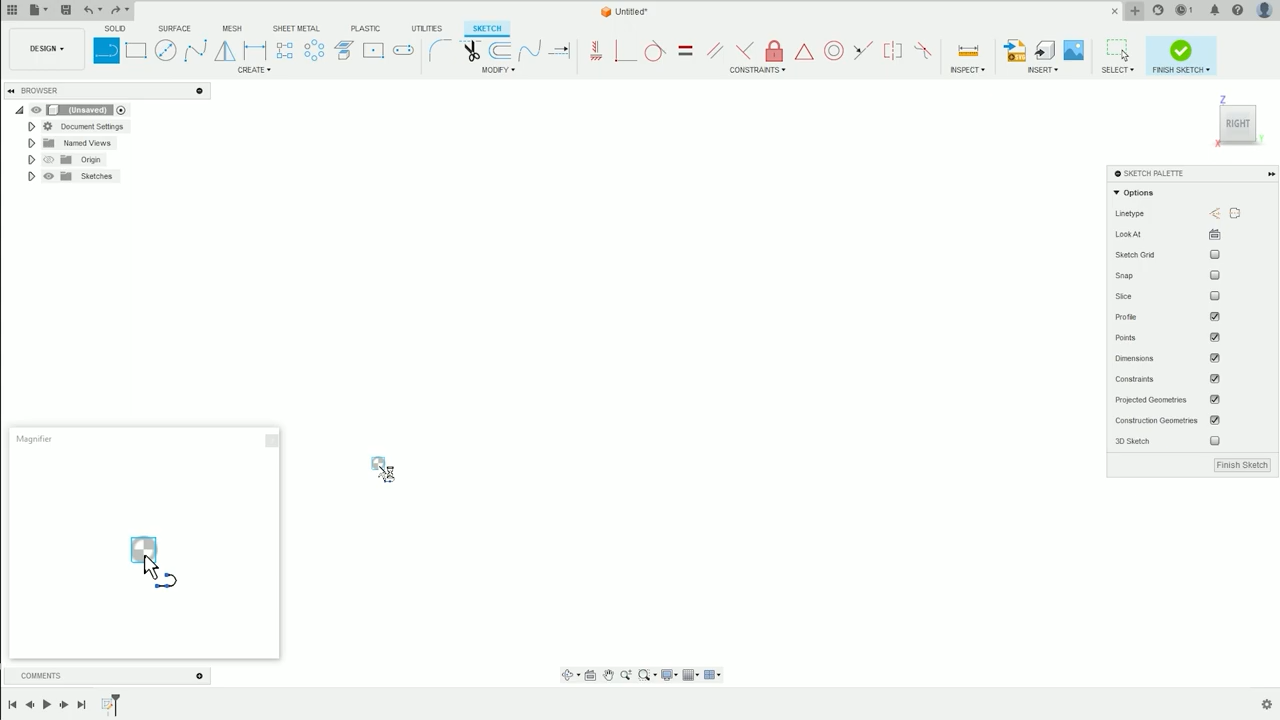 Untitled*
1
DESIGN
SOLID SURFACE MESH SHEET METAL PLASTIC UTILITIES SKETCH
CREATE MODIFY CONSTRAINTS INSPECT INSERT SELECT FINISH SKETCH
BROWSER
(Unsaved)
Document Settings
Named Views
Origin
Sketches
Z
RIGHT
X
Y
SKETCH PALETTE
Options
Linetype
Look At
Sketch Grid
Snap
Slice
Profile
Points
Dimensions
Constraints
Projected Geometries
Construction Geometries
3D Sketch
Finish Sketch
Magnifier
COMMENTS